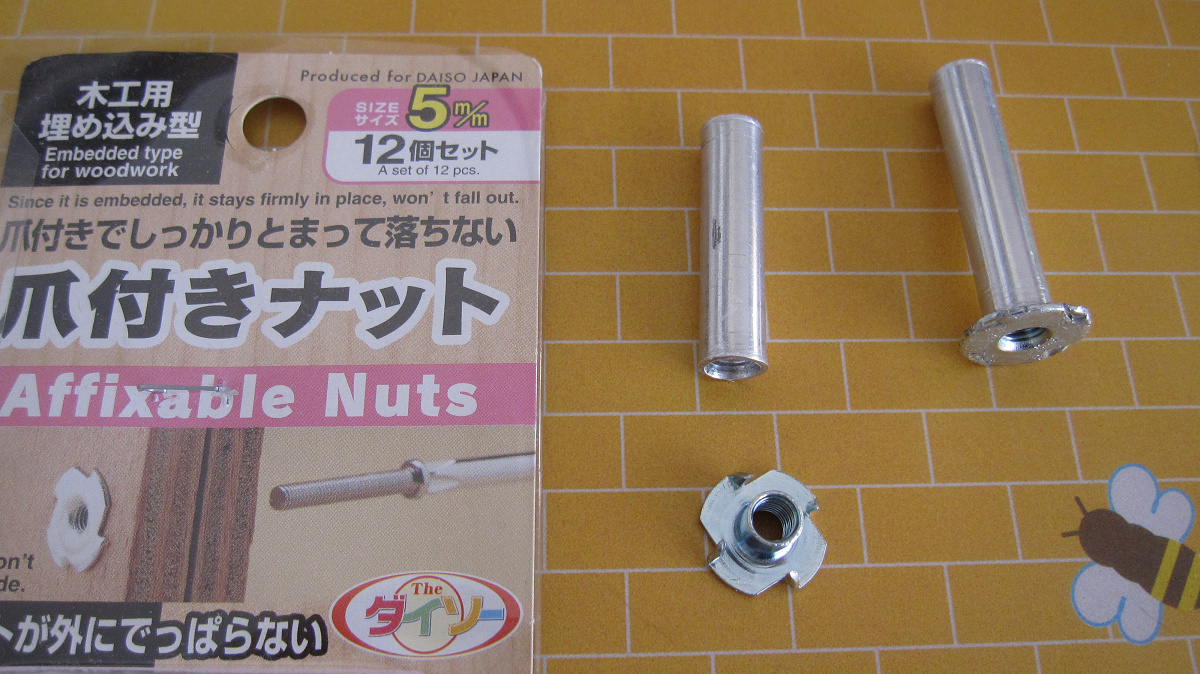 木工用
埋め込み型
Embedded type
for woodwork
Produced for DAISO JAPAN
SIZE
サイズ
5m/m
12個セット
A set of 12 pcs.
Since it is embedded, it stays firmly in place, won't fall out.
爪付きでしっかりとまって落ちない
爪付きナット
Affixable Nuts
on't
de.
トが外にでっぱらない
The
ダイソー